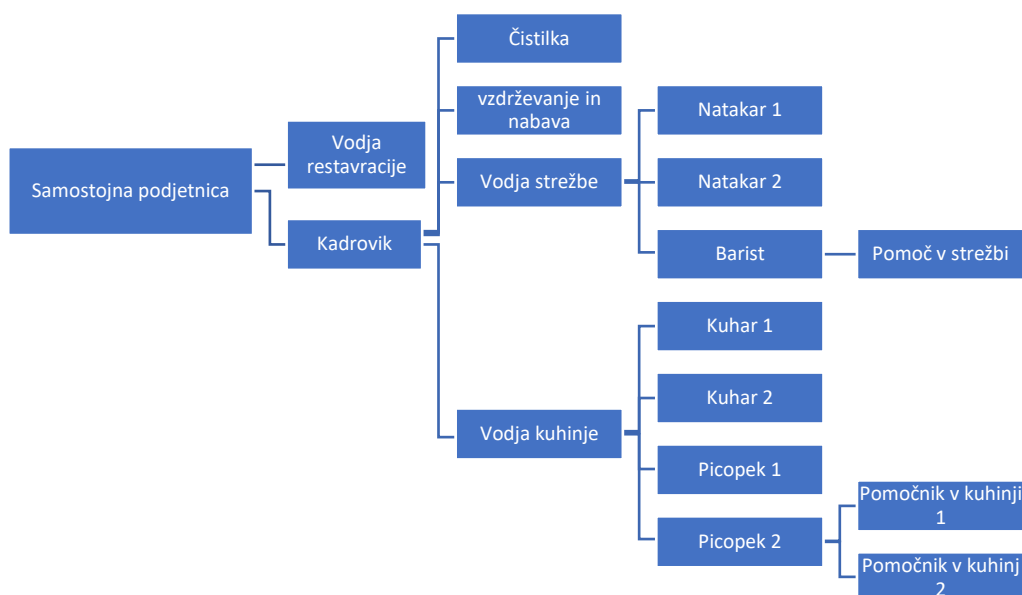 Čistilka
vzdrževanje in
nabava
Natakar 1
Vodja
restavracije
Samostojna podjetnica
Vodja strežbe
Natakar 2
Kadrovik
Barist
Pomoč v strežbi
Kuhar 1
Kuhar 2
Vodja kuhinje
Picopek 1
Pomočnik v kuhinji
1
Picopek 2
Pomočnik v kuhinj
2